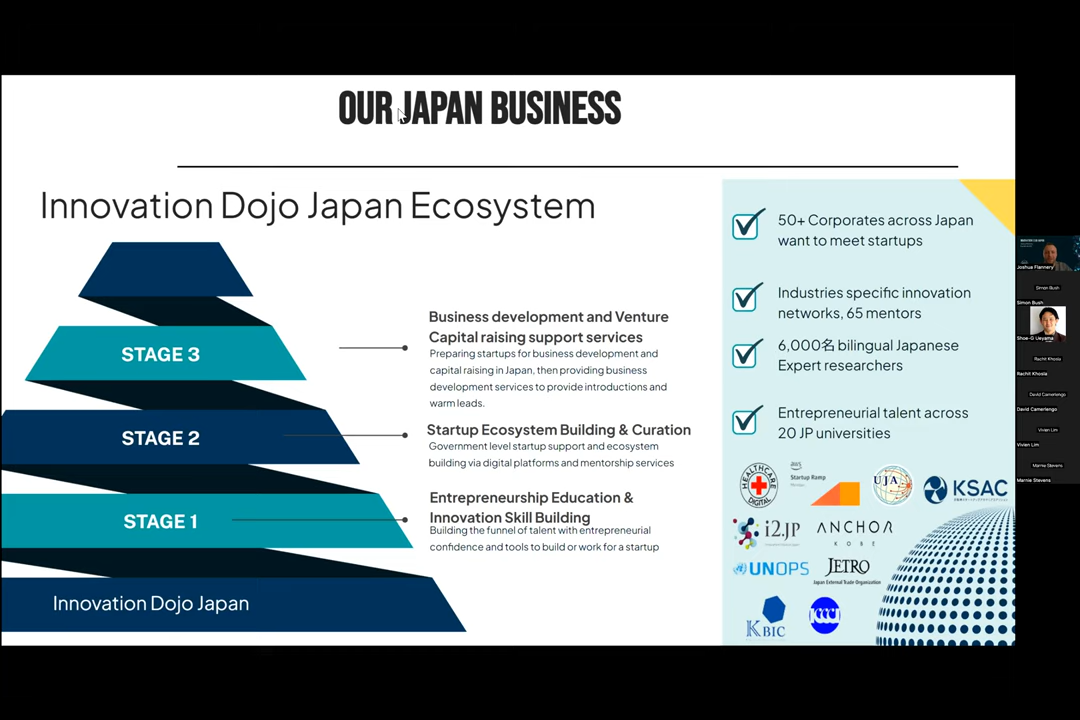 OUR JAPAN BUSINESS
Innovation Dojo Japan Ecosystem
STAGE 3
Business development and Venture
Capital raising support services
Preparing startups for business development and
capital raising in Japan, then providing business
development services to provide introductions and
warm leads.
STAGE 2
Startup Ecosystem Building & Curation
Government level startup support and ecosystem
building via digital platforms and mentorship services
STAGE 1
Entrepreneurship Education &
Innovation Skill Building
Building the funnel of talent with entrepreneurial
confidence and tools to build or work for a startup
Innovation Dojo Japan
50+ Corporates across Japan
want to meet startups
Industries specific innovation
networks, 65 mentors
6,000名 bilingual Japanese
Expert researchers
Entrepreneurial talent across
20 JP universities
HEALTHCARE
DIGITAL
aws
Startup Ramp
Member
UJA
KSAC
i2.JP
ANCHOR
KOBE
UNOPS
JETRO
Japan External Trade Organization
KBIC
Joshua Flannery
Simon Bush
Simon Bush
Shoe-G Ueyama
Rachit Khosla
Rachit Khosla
David Camerlengo
David Camerlengo
Vivien Lim
Vivien Lim
Marnie Stevens
Marnie Stevens